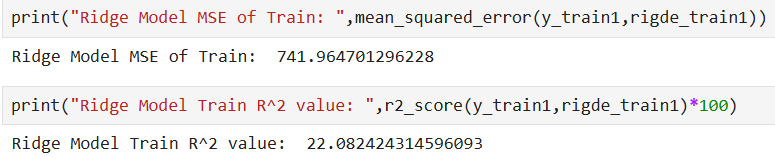 print("Ridge Model MSE of Train: ",mean_squared_error(y_train1,rigde_train1))
Ridge Model MSE of Train:  741.964701296228
print("Ridge Model Train R^2 value: ",r2_score(y_train1,rigde_train1)*100)
Ridge Model Train R^2 value:  22.082424314596093